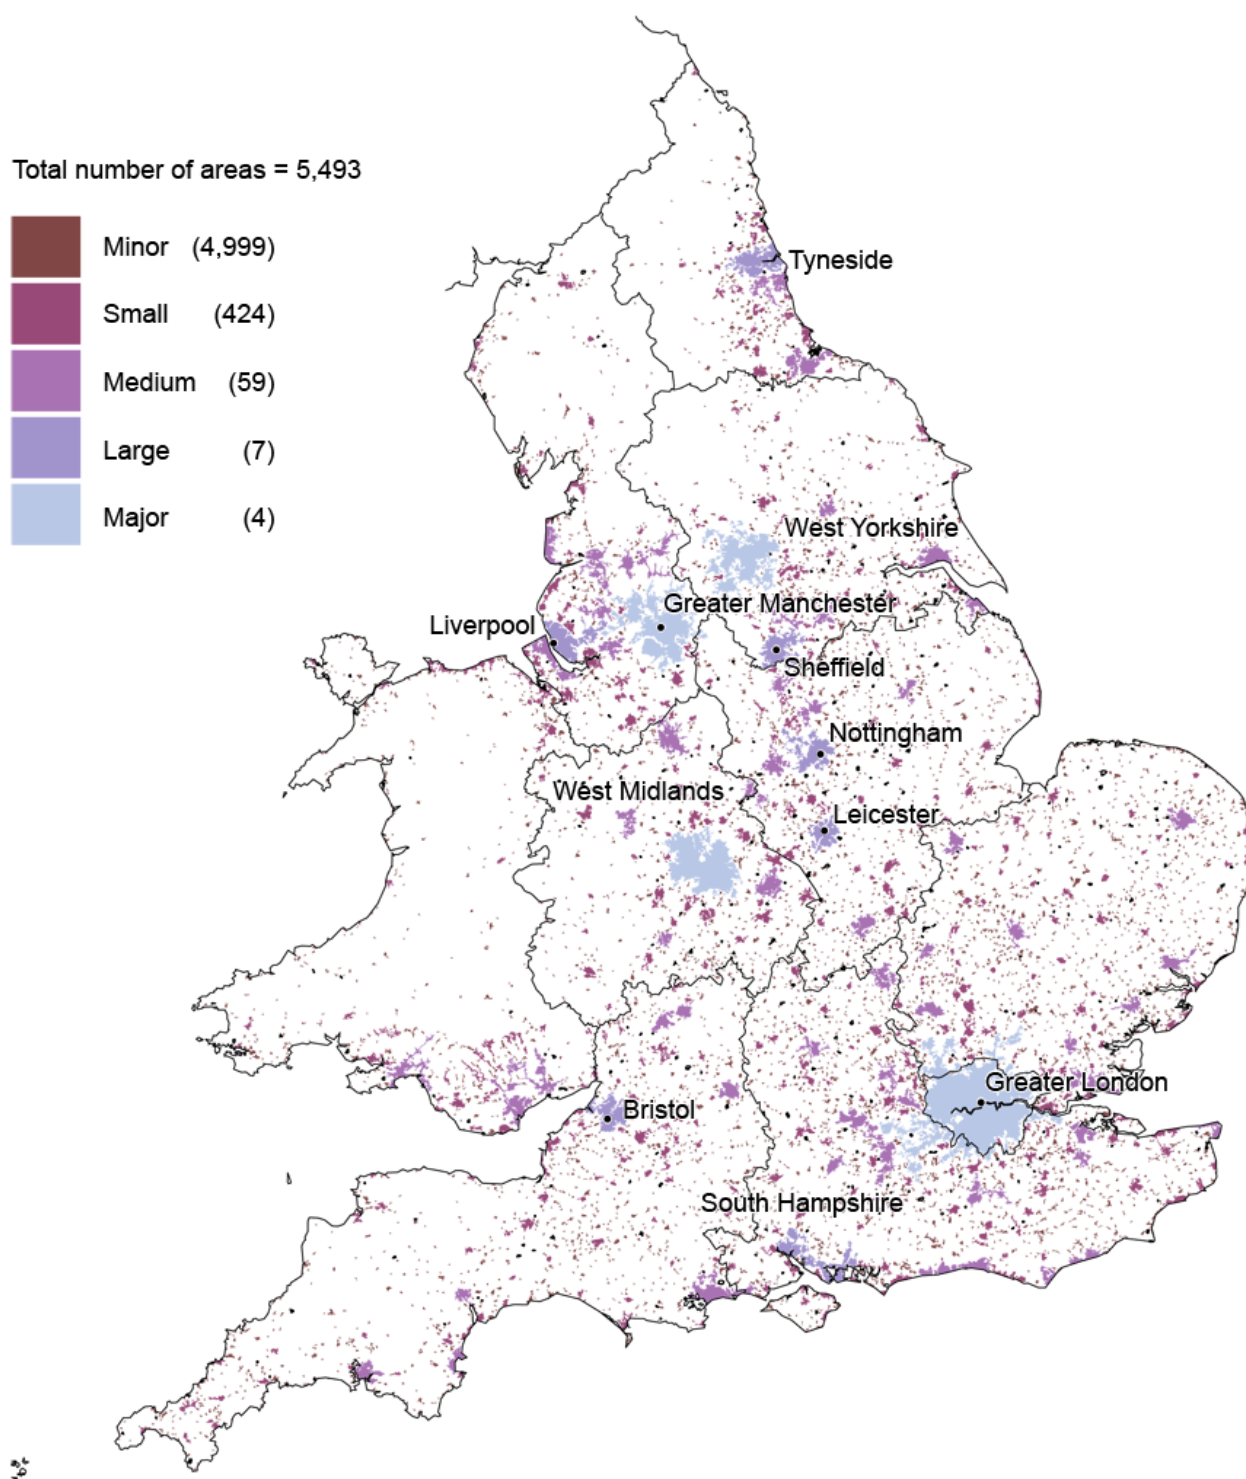 Total number of areas = 5,493
Minor (4,999)
Small (424)
Medium (59)
Large (7)
Major (4)
Tyneside
West Yorkshire
Greater Manchester
Liverpool
Sheffield
Nottingham
West Midlands
Leicester
Greater London
Bristol
South Hampshire